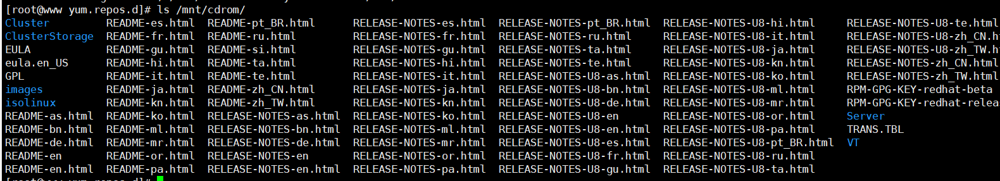 [root@www yum.repos.d]# ls /mnt/cdrom/
Cluster README-es.html README-pt_BR.html RELEASE-NOTES-es.html RELEASE-NOTES-pt_BR.html RELEASE-NOTES-U8-hi.html RELEASE-NOTES-U8-te.html
ClusterStorage README-fr.html README-ru.html RELEASE-NOTES-fr.html RELEASE-NOTES-ru.html RELEASE-NOTES-U8-it.html RELEASE-NOTES-U8-zh_CN.ht
EULA README-gu.html README-si.html RELEASE-NOTES-gu.html RELEASE-NOTES-ta.html RELEASE-NOTES-U8-ja.html RELEASE-NOTES-U8-zh_TW.ht
eula.en_US README-hi.html README-ta.html RELEASE-NOTES-hi.html RELEASE-NOTES-te.html RELEASE-NOTES-U8-kn.html RELEASE-NOTES-zh_CN.html
GPL README-it.html README-te.html RELEASE-NOTES-it.html RELEASE-NOTES-U8-as.html RELEASE-NOTES-U8-ko.html RELEASE-NOTES-zh_TW.html
images README-ja.html README-zh_CN.html RELEASE-NOTES-ja.html RELEASE-NOTES-U8-bn.html RELEASE-NOTES-U8-ml.html RPM-GPG-KEY-redhat-beta
isolinux README-kn.html README-zh_TW.html RELEASE-NOTES-kn.html RELEASE-NOTES-U8-de.html RELEASE-NOTES-U8-mr.html RPM-GPG-KEY-redhat-relea
README-as.html README-ko.html RELEASE-NOTES-as.html RELEASE-NOTES-ko.html RELEASE-NOTES-U8-en RELEASE-NOTES-U8-or.html Server
README-bn.html README-ml.html RELEASE-NOTES-bn.html RELEASE-NOTES-ml.html RELEASE-NOTES-U8-en.html RELEASE-NOTES-U8-pa.html TRANS.TBL
README-de.html README-mr.html RELEASE-NOTES-de.html RELEASE-NOTES-mr.html RELEASE-NOTES-U8-es.html RELEASE-NOTES-U8-pt_BR.html VT
README-en README-or.html RELEASE-NOTES-en RELEASE-NOTES-or.html RELEASE-NOTES-U8-fr.html RELEASE-NOTES-U8-ru.html
README-en.html README-pa.html RELEASE-NOTES-en.html RELEASE-NOTES-pa.html RELEASE-NOTES-U8-gu.html RELEASE-NOTES-U8-ta.html
[root@www yum.repos.d]#